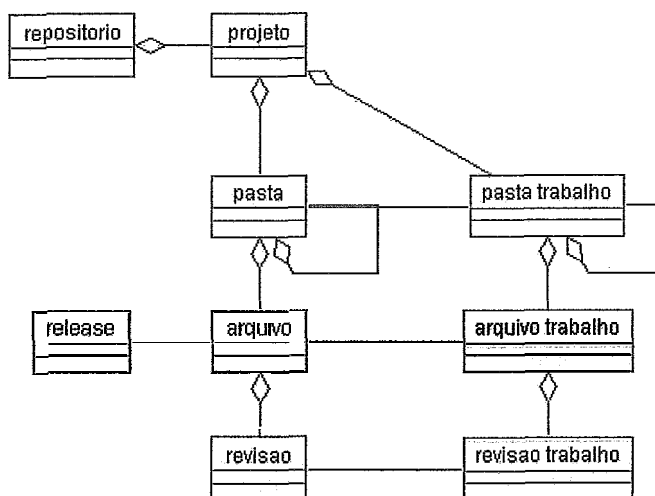 repositorio
projeto
pasta
pasta trabalho
release
arquivo
arquivo trabalho
revisao
revisao trabalho